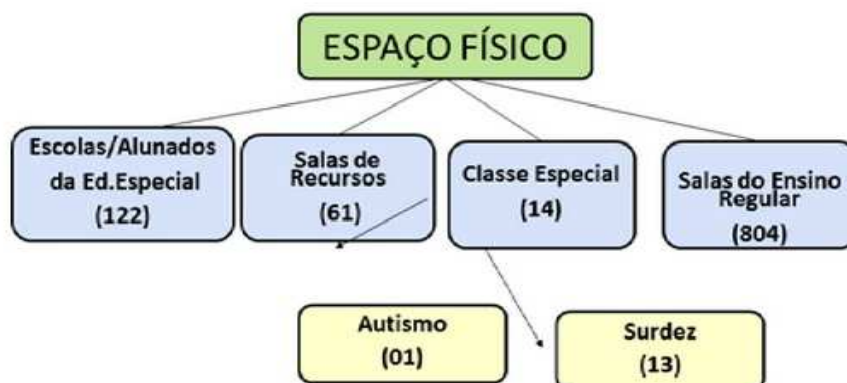 ESPAÇO FÍSICO
Escolas/Alunados
da Ed.Especial
(122)
Salas de
Recursos
(61)
Classe Especial
(14)
Salas do Ensino
Regular
(804)
Autismo
(01)
Surdez
(13)